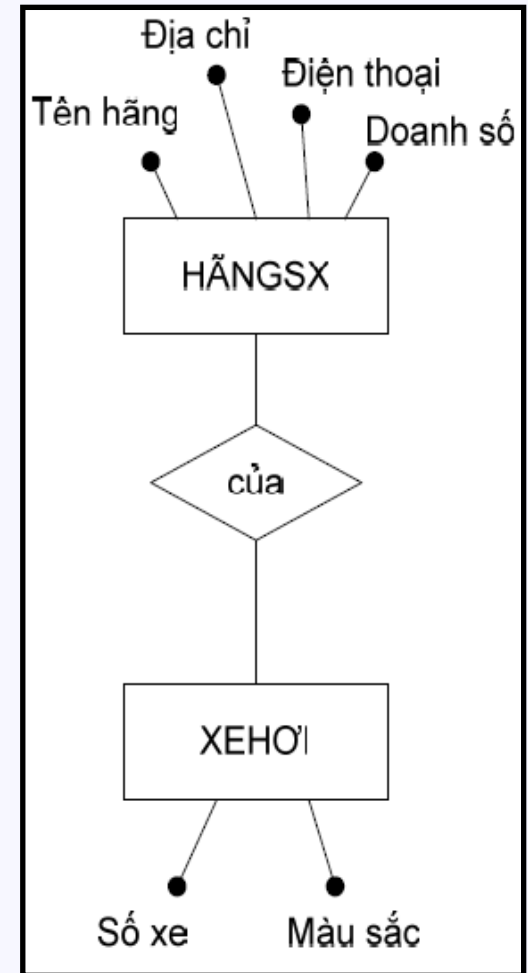 Địa chỉ
Điện thoại
Tên hãng
Doanh số
HÃNGSX
của
XEHƠI
Số xe
Màu sắc